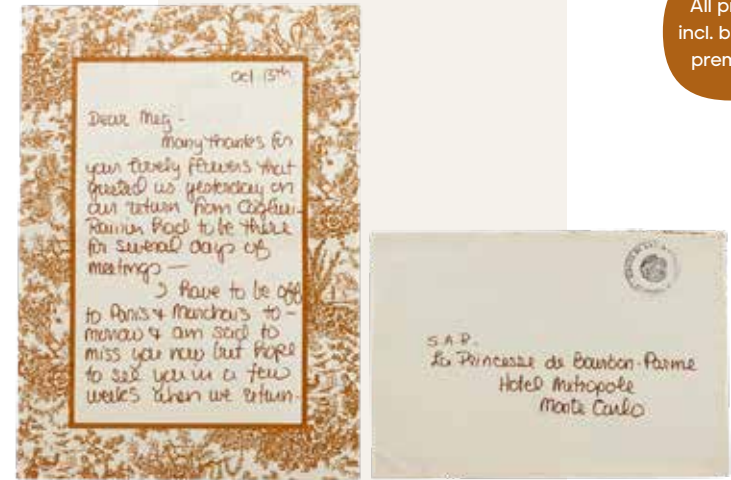 Oct 13th
Dear Meg -
many thanks for
your lovely flowers that
greeted us yesterday on
our return from
Rainier had to be there
for several days of
meetings —
I have to be off
to Paris & Marchais to-
morrow & am sad to
miss you now but hope
to see you in a few
weeks when we return.
S.A.R.
La Princesse de Bourbon-Parme
Hotel Metropole
Monte Carlo
All pr
incl. b
prem